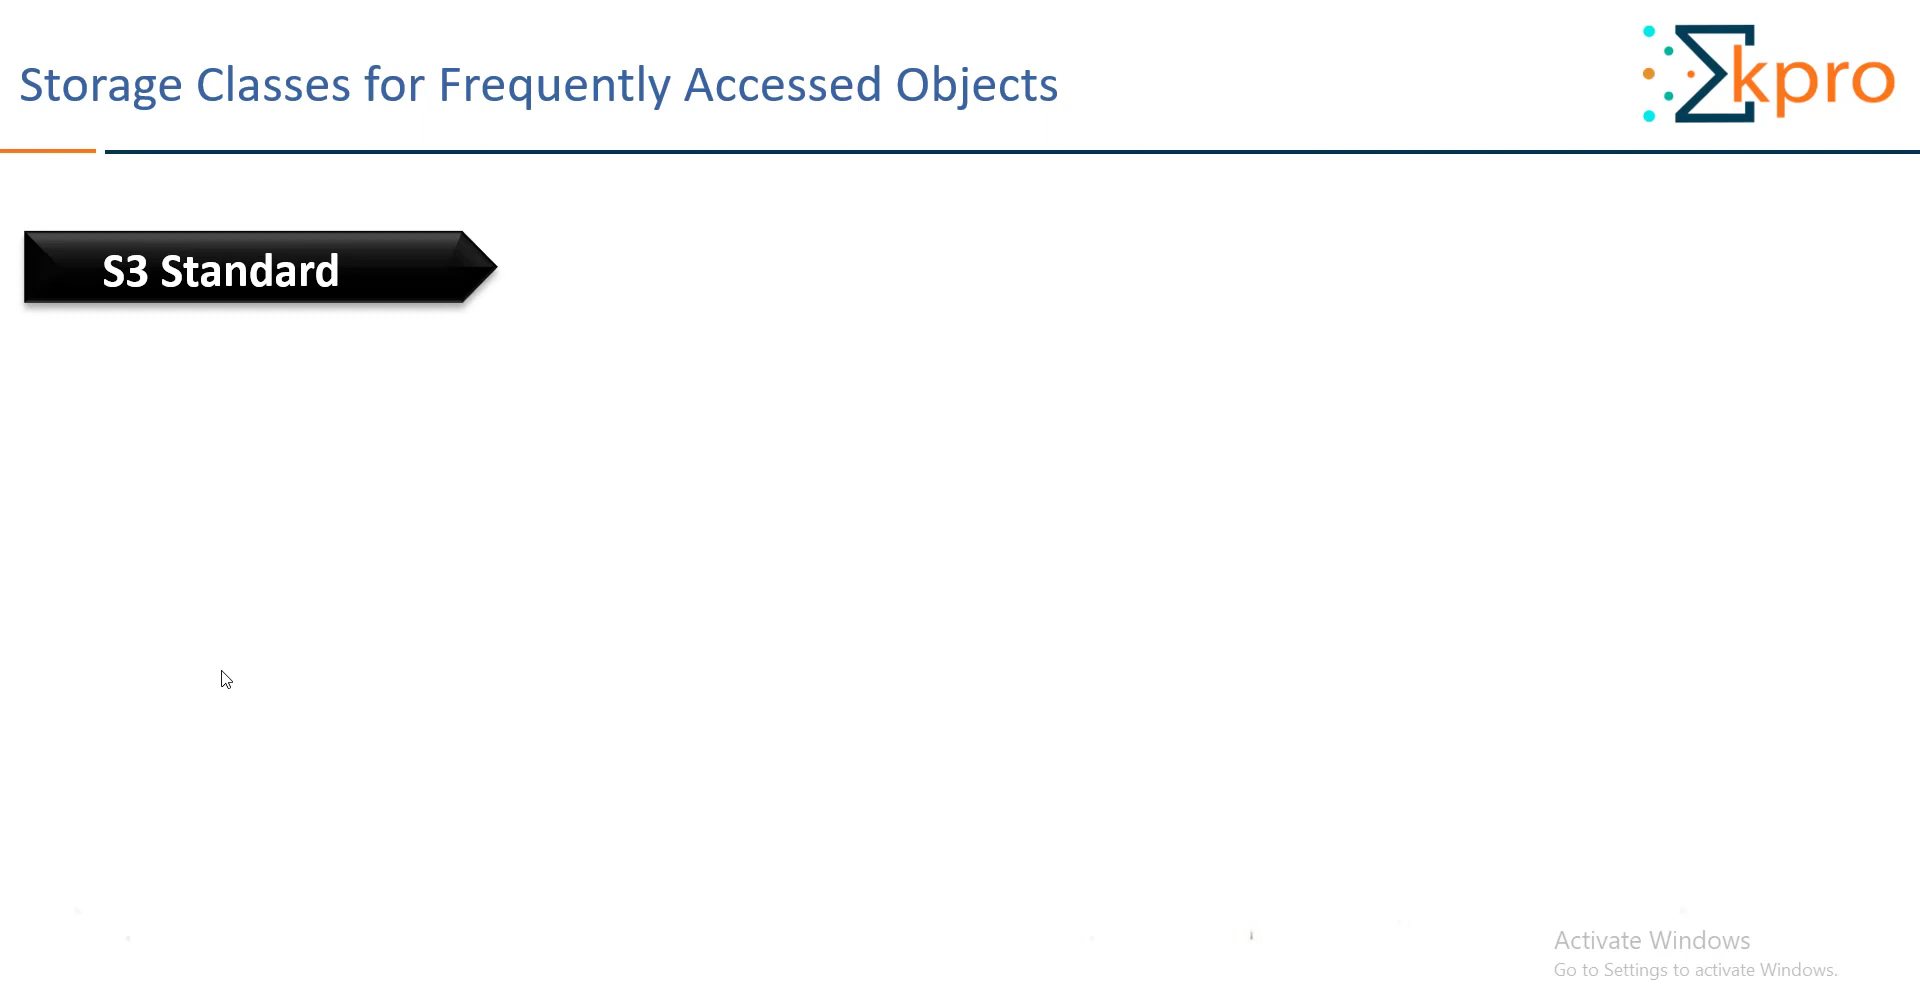 Storage Classes for Frequently Accessed Objects
Σkpro
S3 Standard
Activate Windows
Go to Settings to activate Windows.